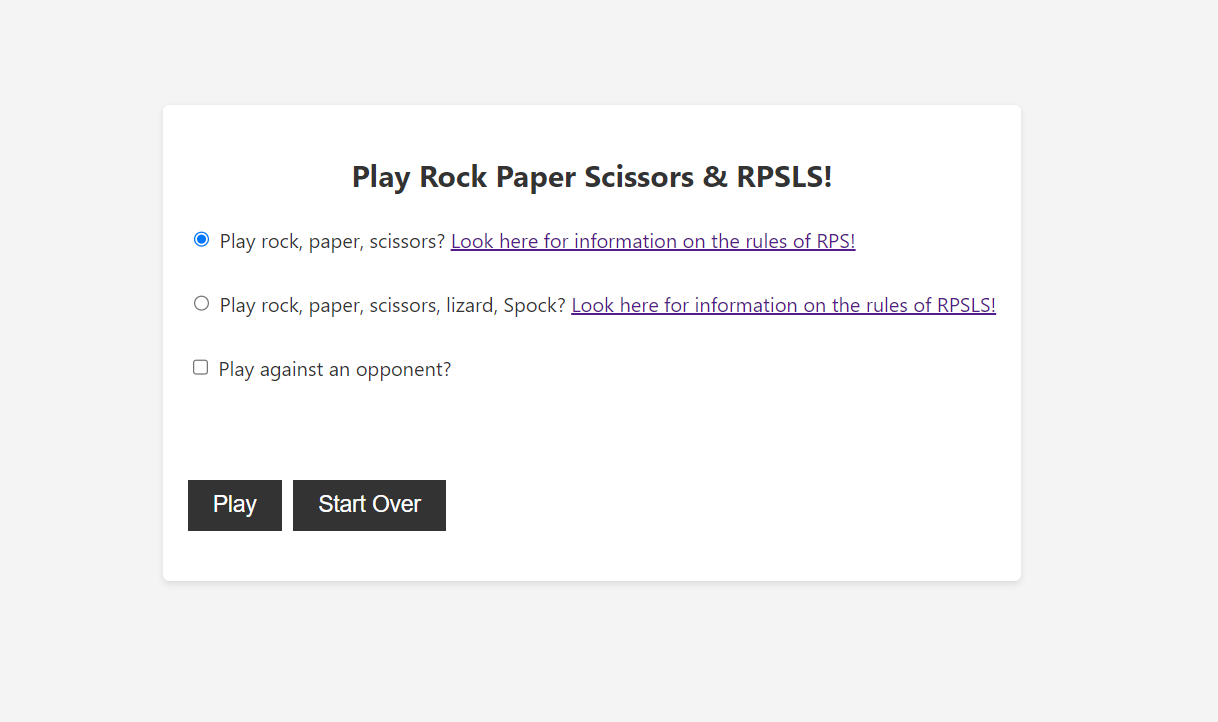 Play Rock Paper Scissors & RPSLS!
Play rock, paper, scissors? Look here for information on the rules of RPS!
Play rock, paper, scissors, lizard, Spock? Look here for information on the rules of RPSLS!
Play against an opponent?
Play Start Over